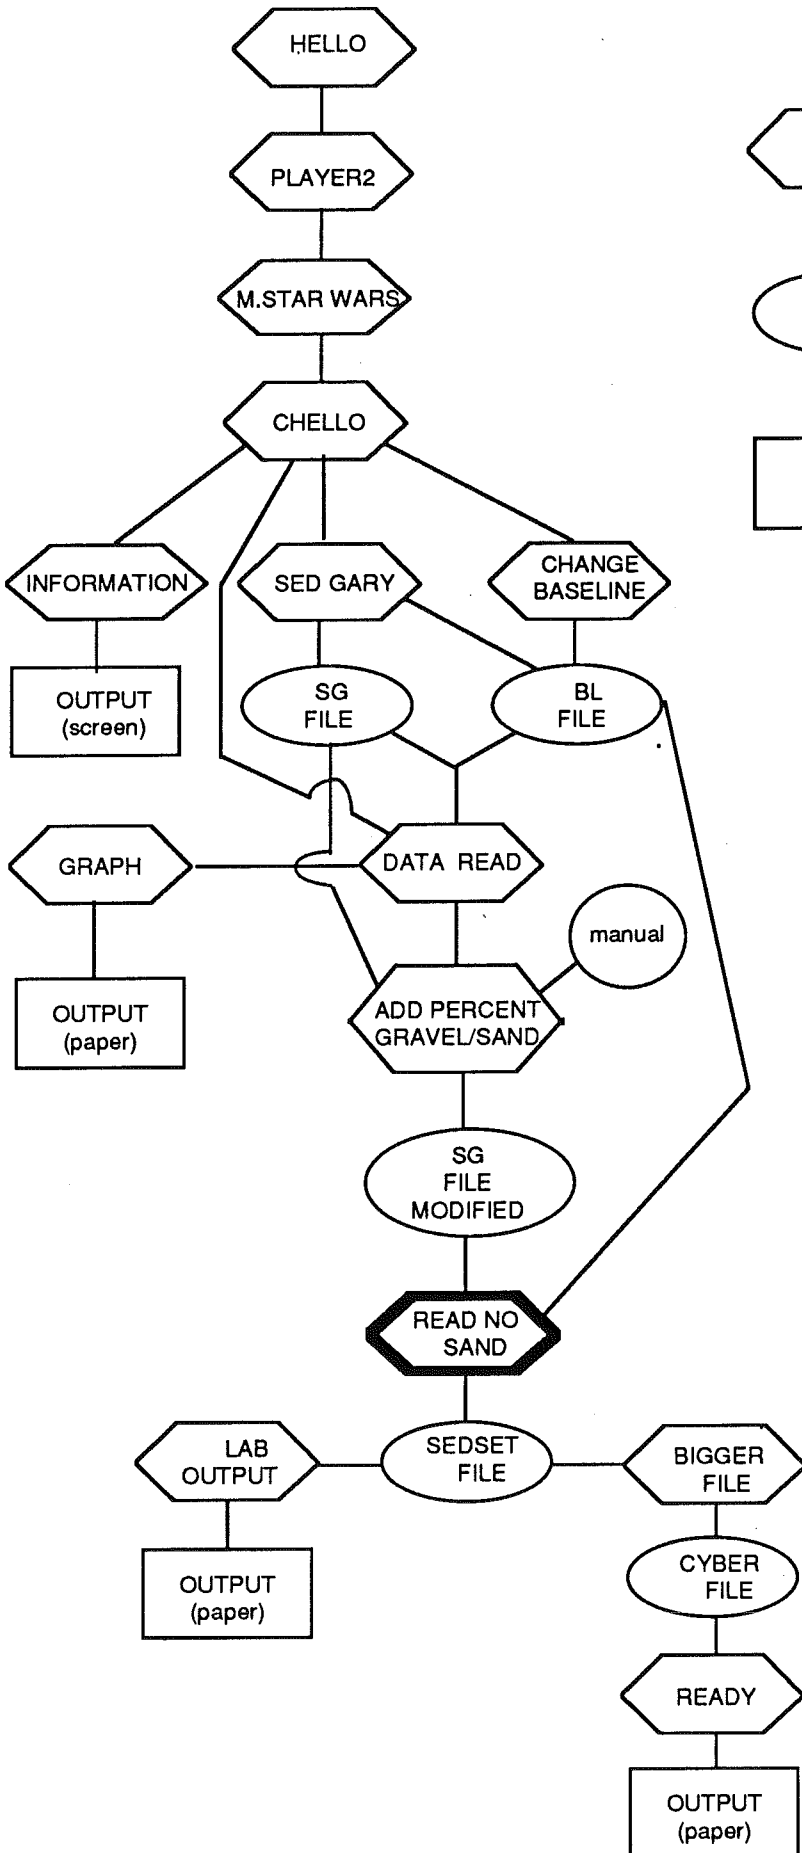 HELLO
PLAYER2
M.STAR WARS
CHELLO
INFORMATION
SED GARY
CHANGE
BASELINE
OUTPUT
(screen)
SG
FILE
BL
FILE
GRAPH
DATA READ
manual
OUTPUT
(paper)
ADD PERCENT
GRAVEL/SAND
SG
FILE
MODIFIED
READ NO
SAND
LAB
OUTPUT
SEDSET
FILE
BIGGER
FILE
OUTPUT
(paper)
CYBER
FILE
READY
OUTPUT
(paper)